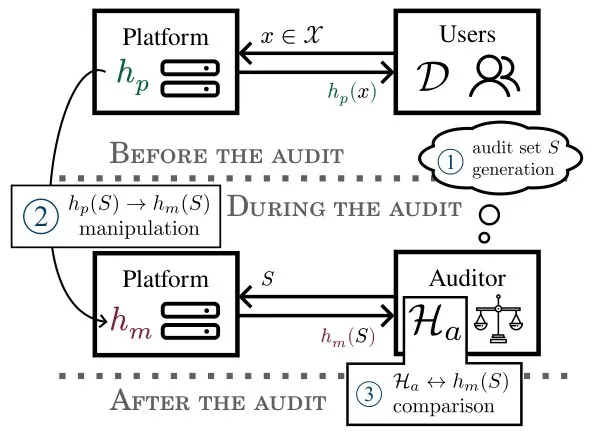 Platform
x ∈ 𝒳
Users
h_p
𝒟
h_p(x)
BEFORE THE AUDIT
① audit set S
generation
② h_p(S) → h_m(S)
manipulation
DURING THE AUDIT
Platform
S
Auditor
h_m
ℋ_a
h_m(S)
③ ℋ_a ↔ h_m(S)
comparison
AFTER THE AUDIT